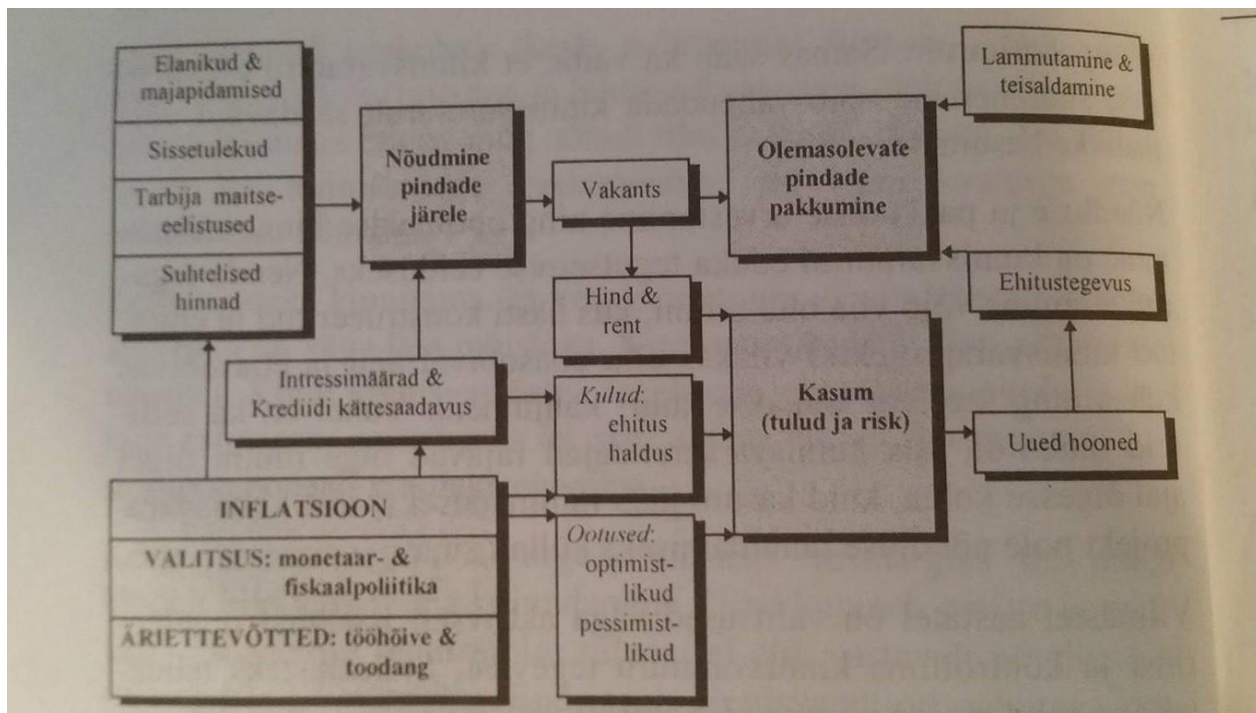 Elanikud &
majapidamised
Sissetulekud
Tarbija maitse-
eelistused
Suhtelised
hinnad
Nõudmine
pindade
järele
Vakants
Olemasolevate
pindade
pakkumine
Lammutamine &
teisaldamine
Ehitustegevus
Hind &
rent
Intressimäärad &
Krediidi kättesaadavus
Kulud:
ehitus
haldus
Kasum
(tulud ja risk)
Uued hooned
INFLATSIOON
VALITSUS: monetaar- &
fiskaalpoliitika
ÄRIETTEVÕTTED: tööhõive &
toodang
Ootused:
optimist-
likud
pessimist-
likud